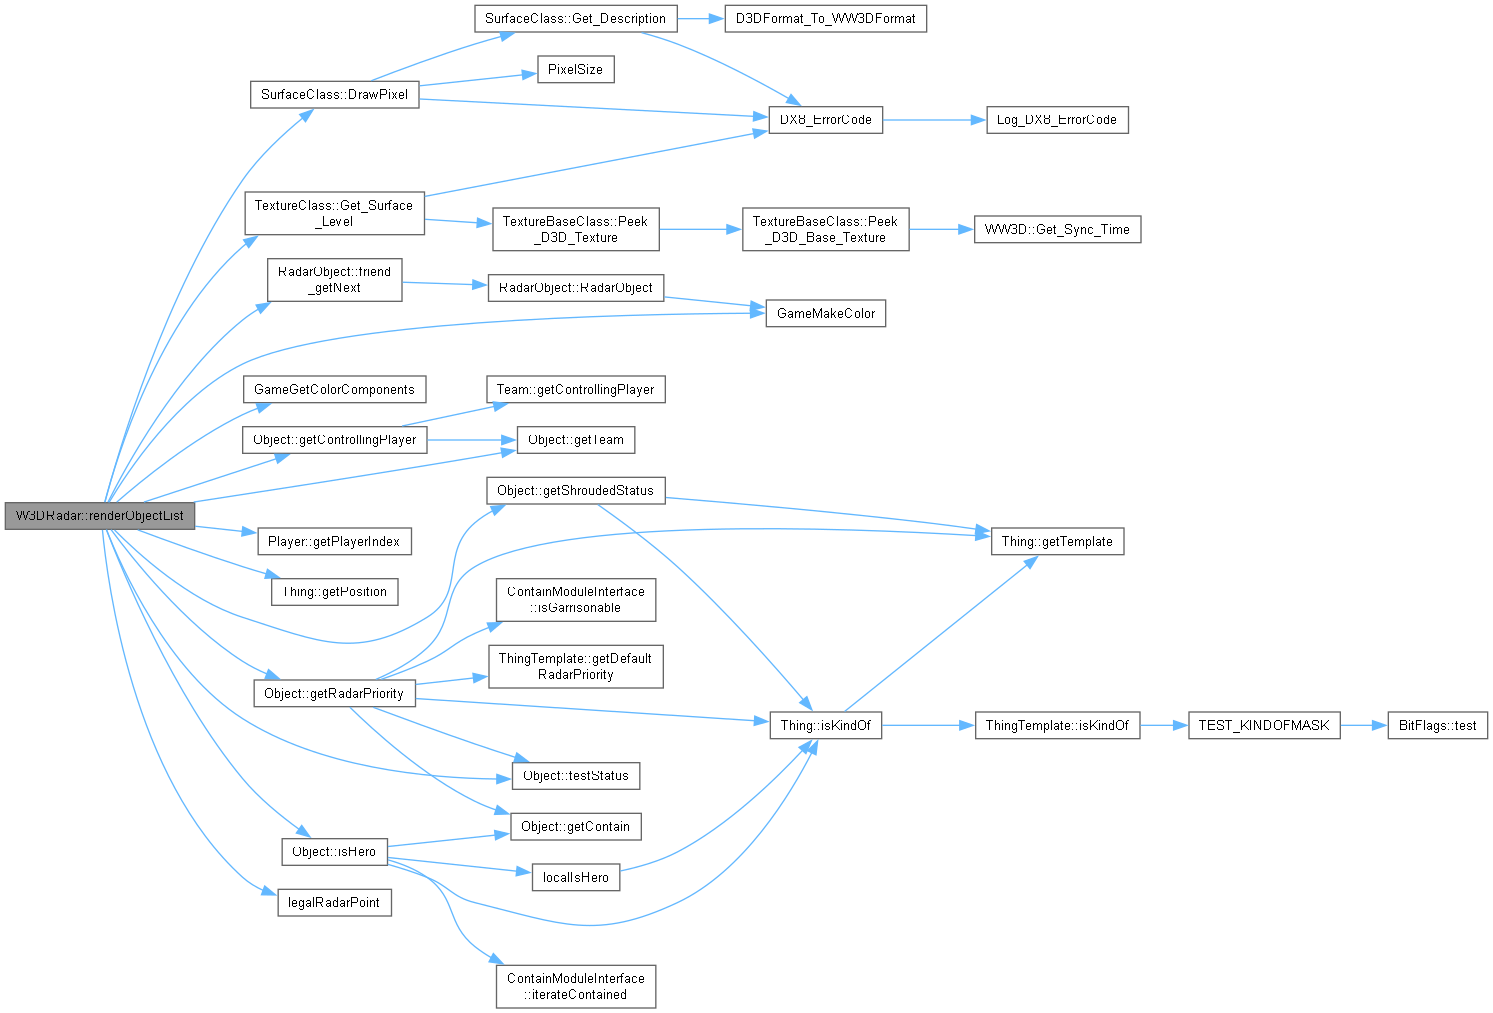 SurfaceClass::Get_Description
D3DFormat_To_WW3DFormat
PixelSize
SurfaceClass::DrawPixel
DX8_ErrorCode
Log_DX8_ErrorCode
TextureClass::Get_Surface
_Level
TextureBaseClass::Peek
_D3D_Texture
TextureBaseClass::Peek
_D3D_Base_Texture
WW3D::Get_Sync_Time
RadarObject::friend
_getNext
RadarObject::RadarObject
GameMakeColor
GameGetColorComponents
Team::getControllingPlayer
Object::getControllingPlayer
Object::getTeam
Object::getShroudedStatus
W3DRadar::renderObjectList
Player::getPlayerIndex
Thing::getTemplate
Thing::getPosition
ContainModuleInterface
::isGarrisonable
ThingTemplate::getDefault
RadarPriority
Object::getRadarPriority
Thing::isKindOf
ThingTemplate::isKindOf
TEST_KINDOFMASK
BitFlags::test
Object::testStatus
Object::getContain
Object::isHero
localIsHero
legalRadarPoint
ContainModuleInterface
::iterateContained